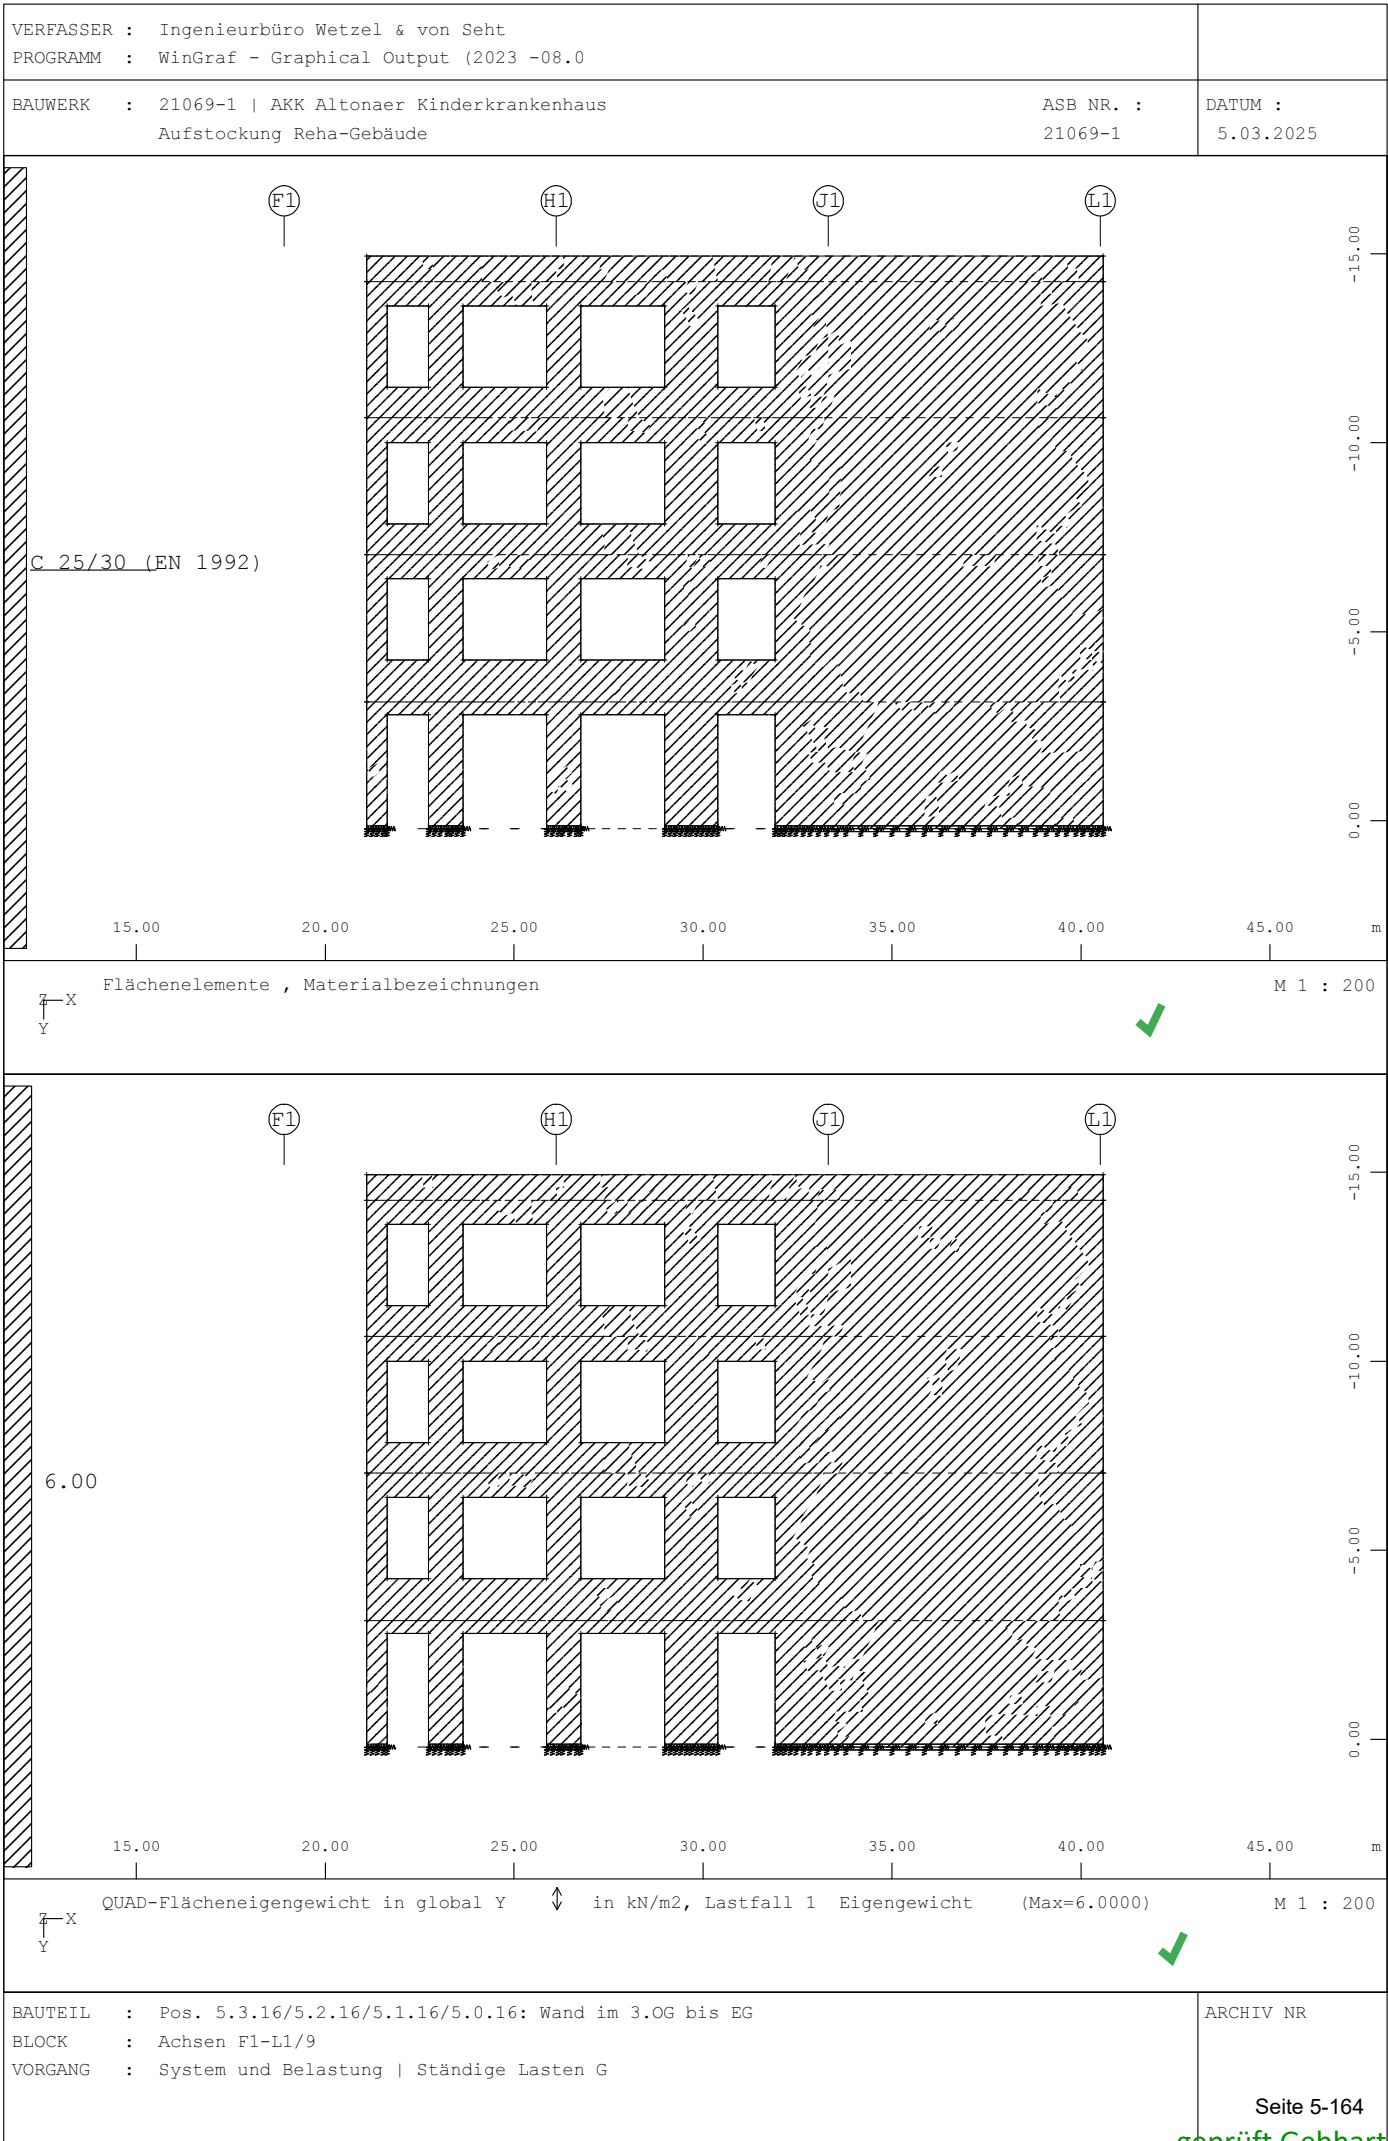 VERFASSER : Ingenieurbüro Wetzel & von Seht
PROGRAMM : WinGraf - Graphical Output (2023 -08.0
BAUWERK : 21069-1 | AKK Altonaer Kinderkrankenhaus
Aufstockung Reha-Gebäude
ASB NR. :
21069-1
DATUM :
5.03.2025
F1 H1 J1 L1
-15.00
-10.00
C 25/30 (EN 1992)
-5.00
0.00
15.00 20.00 25.00 30.00 35.00 40.00 45.00 m
Z X
Y
Flächenelemente , Materialbezeichnungen
M 1 : 200
F1 H1 J1 L1
-15.00
-10.00
6.00
-5.00
0.00
15.00 20.00 25.00 30.00 35.00 40.00 45.00 m
Z X
Y
QUAD-Flächeneigengewicht in global Y in kN/m2, Lastfall 1 Eigengewicht (Max=6.0000)
M 1 : 200
BAUTEIL : Pos. 5.3.16/5.2.16/5.1.16/5.0.16: Wand im 3.OG bis EG
BLOCK : Achsen F1-L1/9
VORGANG : System und Belastung | Ständige Lasten G
ARCHIV NR
Seite 5-164
geprüft Gebhart